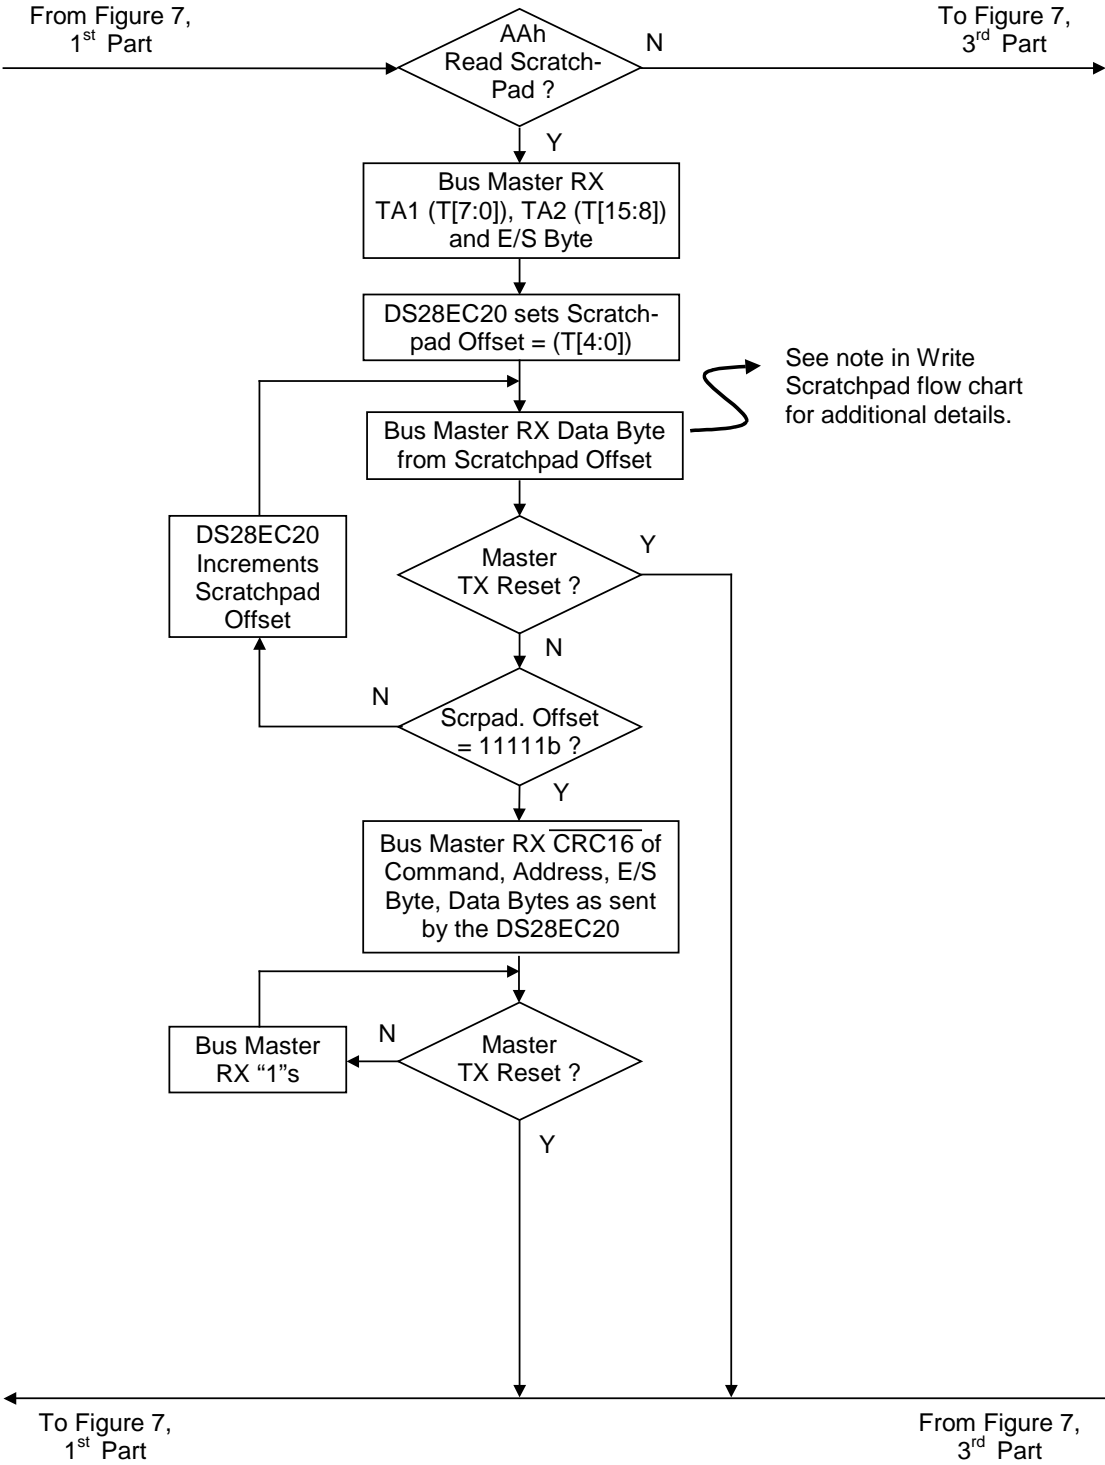 From Figure 7,
1st Part
To Figure 7,
3rd Part
AAh
Read Scratch-
Pad ?
N
Y
Bus Master RX
TA1 (T[7:0]), TA2 (T[15:8])
and E/S Byte
DS28EC20 sets Scratch-
pad Offset = (T[4:0])
See note in Write
Scratchpad flow chart
for additional details.
Bus Master RX Data Byte
from Scratchpad Offset
DS28EC20
Increments
Scratchpad
Offset
Master
TX Reset ?
Y
N
N
Scrpad. Offset
= 11111b ?
Y
Bus Master RX C̅R̅C̅1̅6̅ of
Command, Address, E/S
Byte, Data Bytes as sent
by the DS28EC20
Bus Master
RX “1”s
N
Master
TX Reset ?
Y
To Figure 7,
1st Part
From Figure 7,
3rd Part